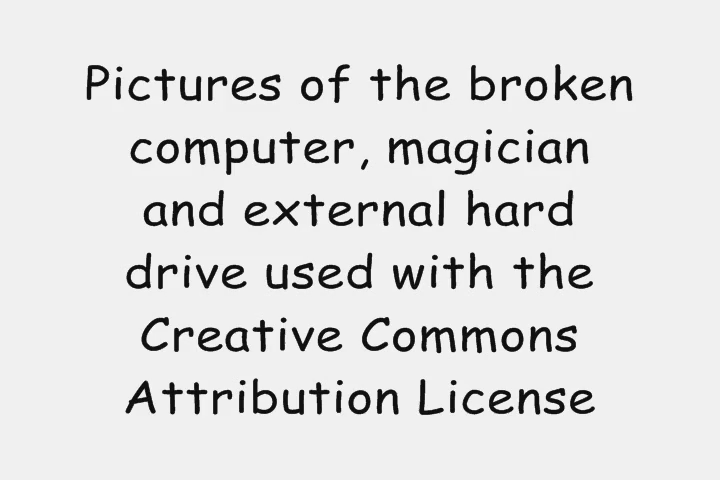 Pictures of the broken
computer, magician
and external hard
drive used with the
Creative Commons
Attribution License